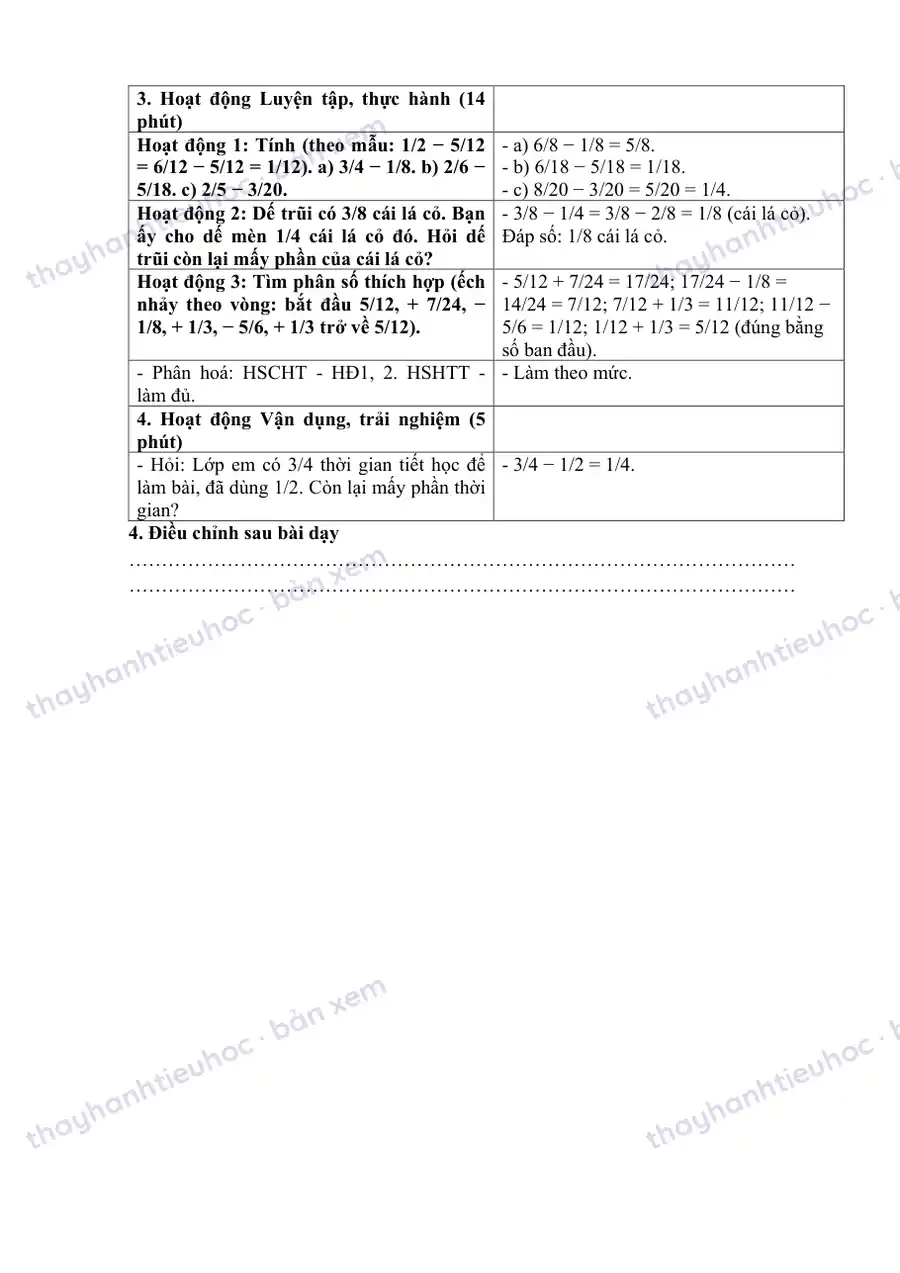 3. Hoạt động Luyện tập, thực hành (14
phút)
Hoạt động 1: Tính (theo mẫu: 1/2 − 5/12
= 6/12 − 5/12 = 1/12). a) 3/4 − 1/8. b) 2/6 −
5/18. c) 2/5 − 3/20.
- a) 6/8 − 1/8 = 5/8.
- b) 6/18 − 5/18 = 1/18.
- c) 8/20 − 3/20 = 5/20 = 1/4.
Hoạt động 2: Dế trũi có 3/8 cái lá cỏ. Bạn
ấy cho dế mèn 1/4 cái lá cỏ đó. Hỏi dế
trũi còn lại mấy phần của cái lá cỏ?
- 3/8 − 1/4 = 3/8 − 2/8 = 1/8 (cái lá cỏ).
Đáp số: 1/8 cái lá cỏ.
Hoạt động 3: Tìm phân số thích hợp (ếch
nhảy theo vòng: bắt đầu 5/12, + 7/24, −
1/8, + 1/3, − 5/6, + 1/3 trở về 5/12).
- 5/12 + 7/24 = 17/24; 17/24 − 1/8 =
14/24 = 7/12; 7/12 + 1/3 = 11/12; 11/12 −
5/6 = 1/12; 1/12 + 1/3 = 5/12 (đúng bằng
số ban đầu).
- Phân hoá: HSCHT - HĐ1, 2. HSHTT -
làm đủ.
- Làm theo mức.
4. Hoạt động Vận dụng, trải nghiệm (5
phút)
- Hỏi: Lớp em có 3/4 thời gian tiết học để
làm bài, đã dùng 1/2. Còn lại mấy phần thời
gian?
- 3/4 − 1/2 = 1/4.
4. Điều chỉnh sau bài dạy
……………………………………………………………………………………………
……………………………………………………………………………………………
thayhanhtieuhoc · bản xem
thayhanhtieuhoc · b
thayhanhtieuhoc · bản xem
thayhanhtieuhoc · b
thayhanhtieuhoc · bản xem
thayhanhtieuhoc · b